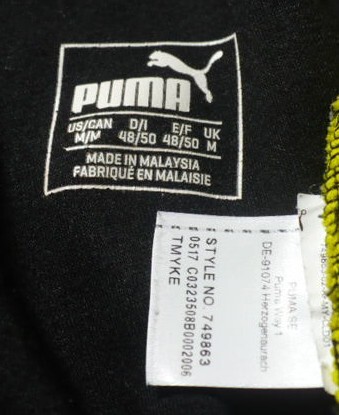 PUMA
US/CAN D/I E/F UK
M/M 48/50 48/50 M
MADE IN MALAYSIA
FABRIQUÉ EN MALAISIE
PUMA SE
Puma Way 1
DE-91074 Herzogenaurach
STYLE NO. 749863
0517 C0323508B0002006
TMYKE